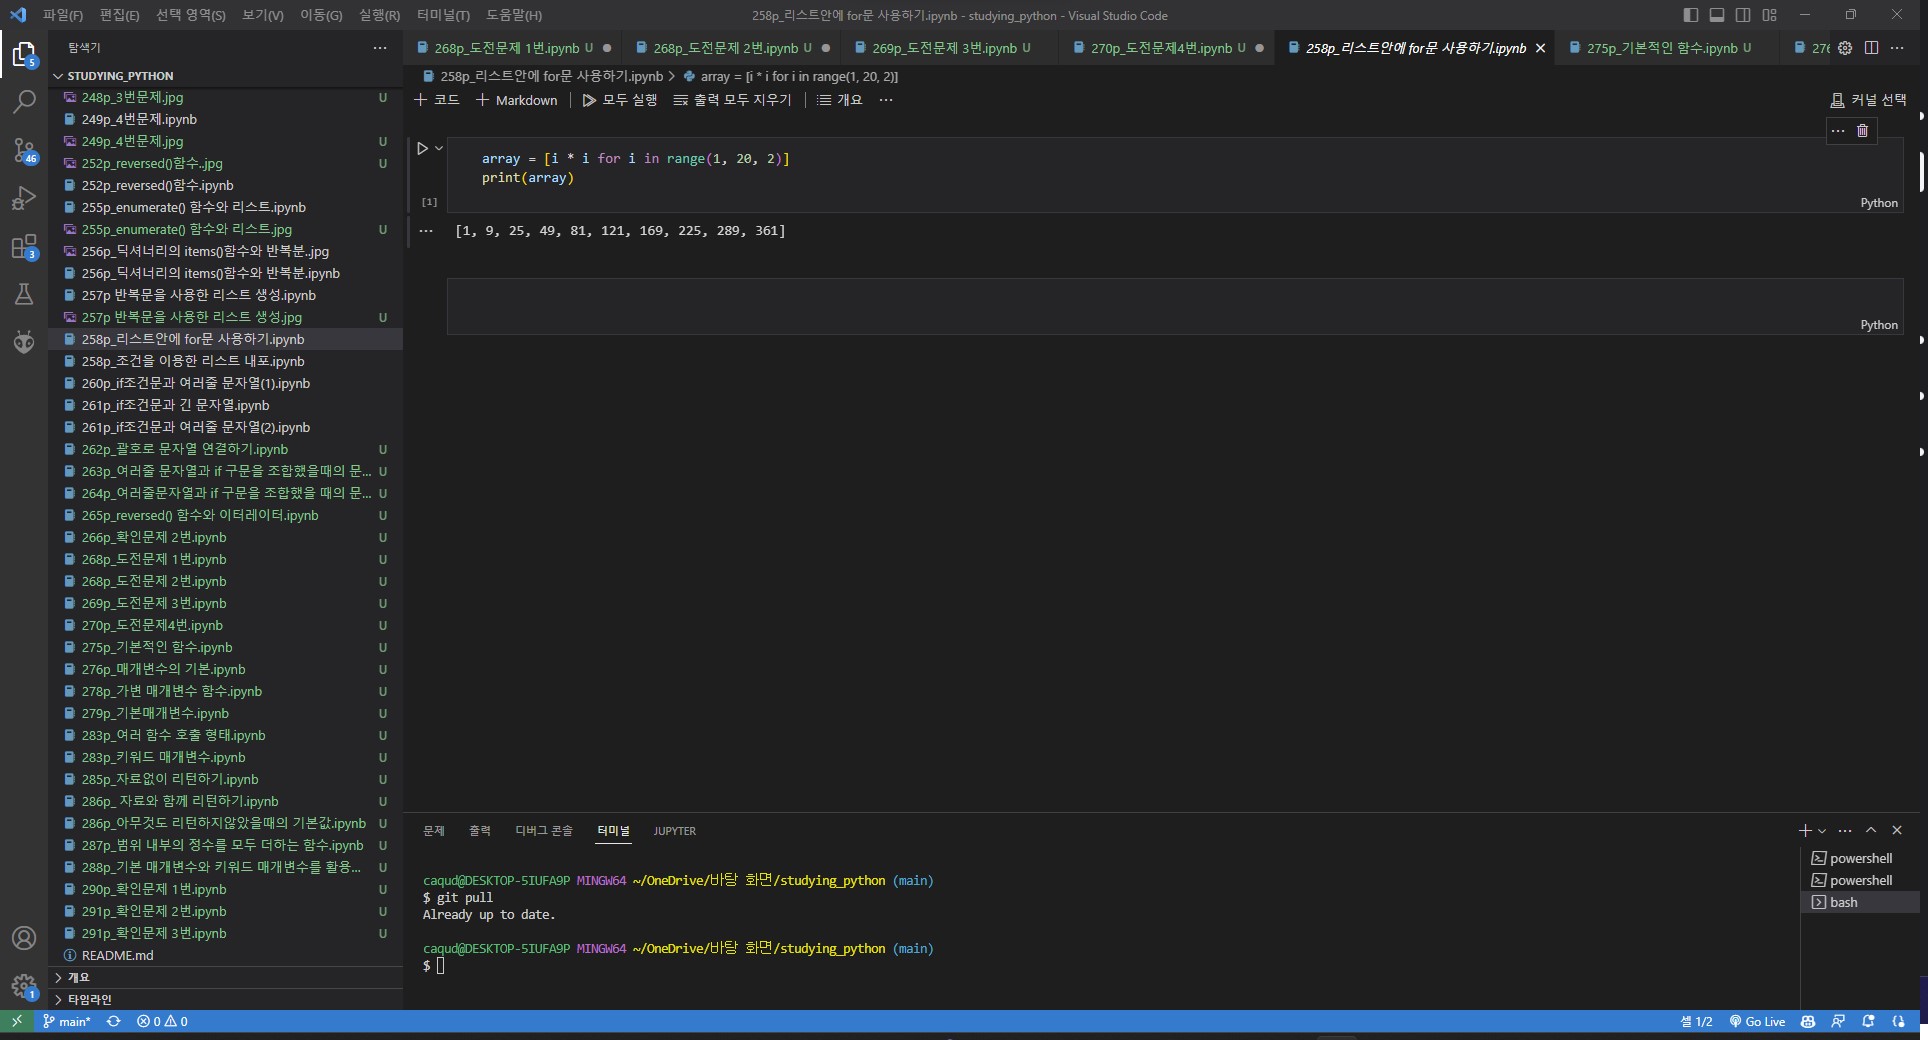 파일(F) 편집(E) 선택 영역(S) 보기(V) 이동(G) 실행(R) 터미널(T) 도움말(H) 258p_리스트안에 for문 사용하기.ipynb - studying_python - Visual Studio Code
탐색기
STUDYING_PYTHON
248p_3번문제.jpg U
249p_4번문제.ipynb
249p_4번문제.jpg U
252p_reversed()함수..jpg U
252p_reversed()함수.ipynb
255p_enumerate() 함수와 리스트.ipynb
255p_enumerate() 함수와 리스트.jpg U
256p_딕셔너리의 items()함수와 반복분..jpg
256p_딕셔너리의 items()함수와 반복분.ipynb
257p 반복문을 사용한 리스트 생성.ipynb
257p 반복문을 사용한 리스트 생성.jpg U
258p_리스트안에 for문 사용하기.ipynb
258p_조건을 이용한 리스트 내포.ipynb
260p_if조건문과 여러줄 문자열(1).ipynb
261p_if조건문과 긴 문자열.ipynb
261p_if조건문과 여러줄 문자열(2).ipynb
262p_괄호로 문자열 연결하기.ipynb U
263p_여러줄 문자열과 if 구문을 조합했을때의 문... U
264p_여러줄문자열과 if 구문을 조합했을 때의 문... U
265p_reversed() 함수와 이터레이터.ipynb U
266p_확인문제 2번.ipynb U
268p_도전문제 1번.ipynb U
268p_도전문제 2번.ipynb U
269p_도전문제 3번.ipynb U
270p_도전문제4번.ipynb U
275p_기본적인 함수.ipynb U
276p_매개변수의 기본.ipynb U
278p_가변 매개변수 함수.ipynb U
279p_기본매개변수.ipynb U
283p_여러 함수 호출 형태.ipynb U
283p_키워드 매개변수.ipynb U
285p_자료없이 리턴하기.ipynb U
286p_ 자료와 함께 리턴하기.ipynb U
286p_아무것도 리턴하지않았을때의 기본값.ipynb U
287p_범위 내부의 정수를 모두 더하는 함수.ipynb U
288p_기본 매개변수와 키워드 매개변수를 활용... U
290p_확인문제 1번.ipynb U
291p_확인문제 2번.ipynb U
291p_확인문제 3번.ipynb U
README.md
개요
타임라인
5
46
3
1
268p_도전문제 1번.ipynb U 268p_도전문제 2번.ipynb U 269p_도전문제 3번.ipynb U 270p_도전문제4번.ipynb U 258p_리스트안에 for문 사용하기.ipynb 275p_기본적인 함수.ipynb U 276
258p_리스트안에 for문 사용하기.ipynb > array = [i * i for i in range(1, 20, 2)]
코드 Markdown 모두 실행 출력 모두 지우기 개요 ... 커널 선택
array = [i * i for i in range(1, 20, 2)]
print(array)
[1] Python
[1, 9, 25, 49, 81, 121, 169, 225, 289, 361]
Python
문제 출력 디버그 콘솔 터미널 JUPYTER
caqud@DESKTOP-5IUFA9P MINGW64 ~/OneDrive/바탕 화면/studying_python (main)
$ git pull
Already up to date.
caqud@DESKTOP-5IUFA9P MINGW64 ~/OneDrive/바탕 화면/studying_python (main)
$
powershell
powershell
bash
main* 0 0 셀 1/2 Go Live